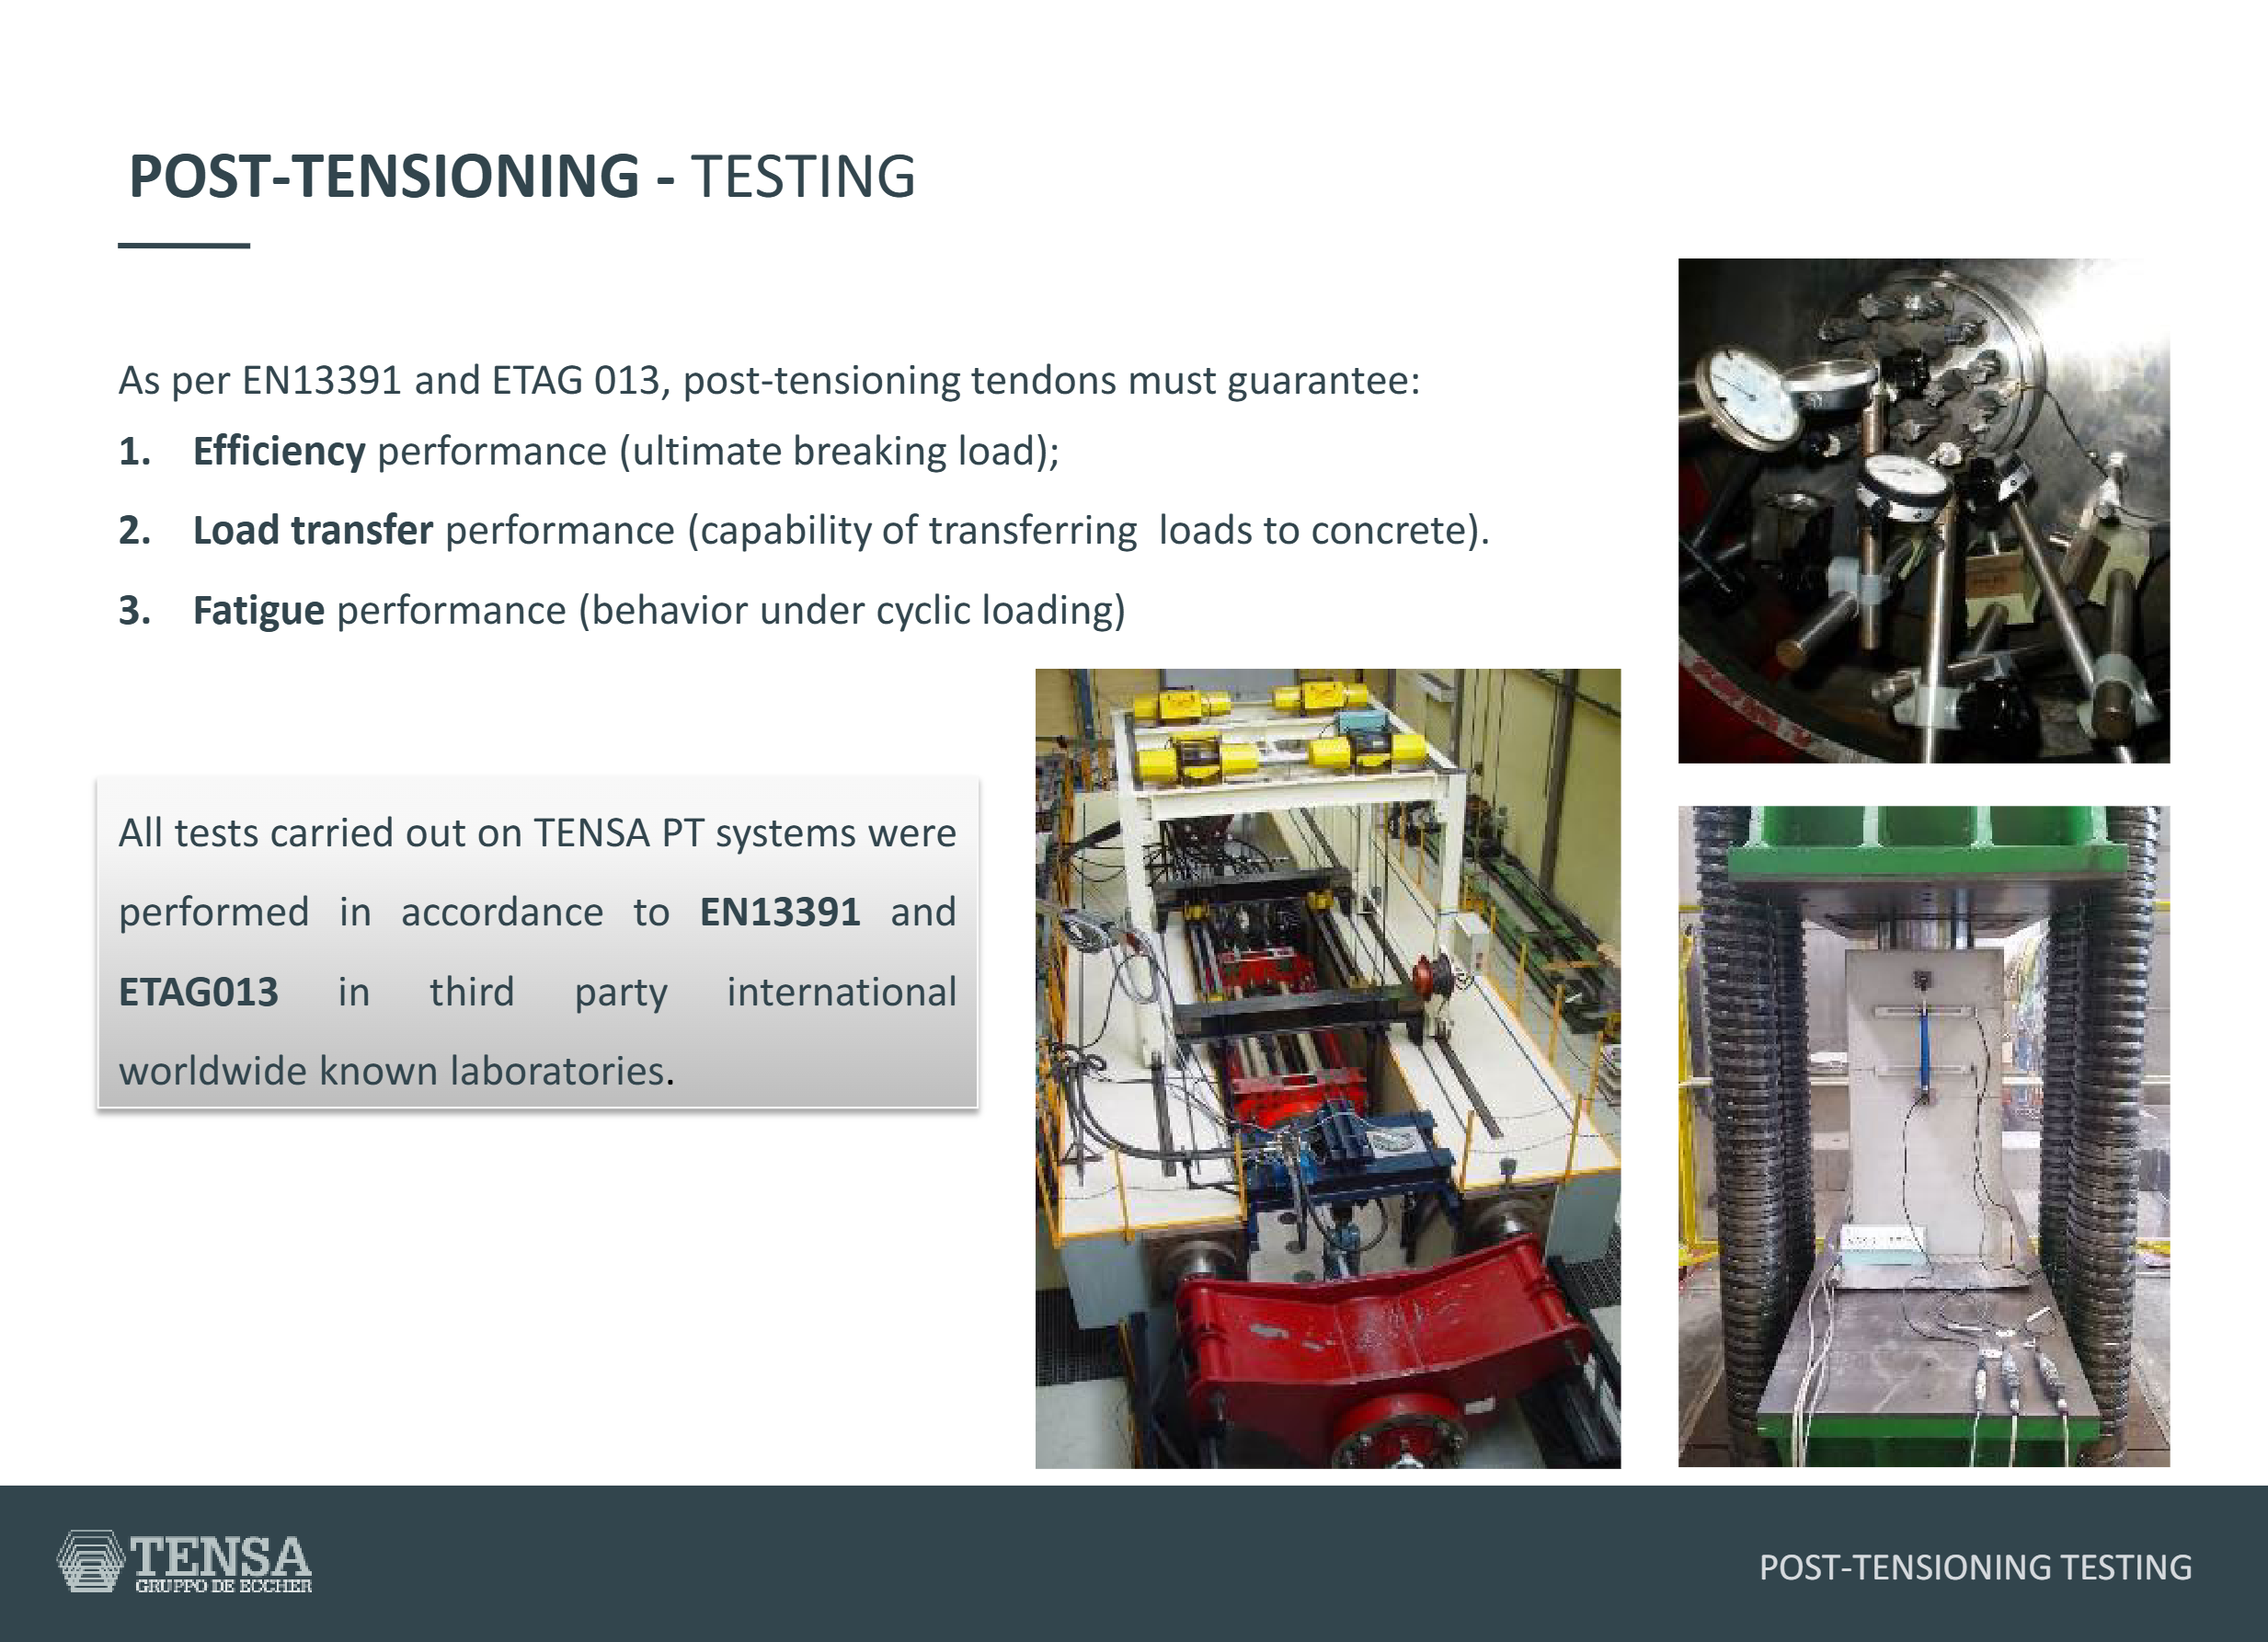 POST-TENSIONING - TESTING
As per EN13391 and ETAG 013, post-tensioning tendons must guarantee:
1. Efficiency performance (ultimate breaking load);
2. Load transfer performance (capability of transferring  loads to concrete).
3. Fatigue performance (behavior under cyclic loading)
All tests carried out on TENSA PT systems were
performed in accordance to EN13391 and
ETAG013 in third party international
worldwide known laboratories.
TENSA
GRUPPO DE ECCHER
POST-TENSIONING TESTING